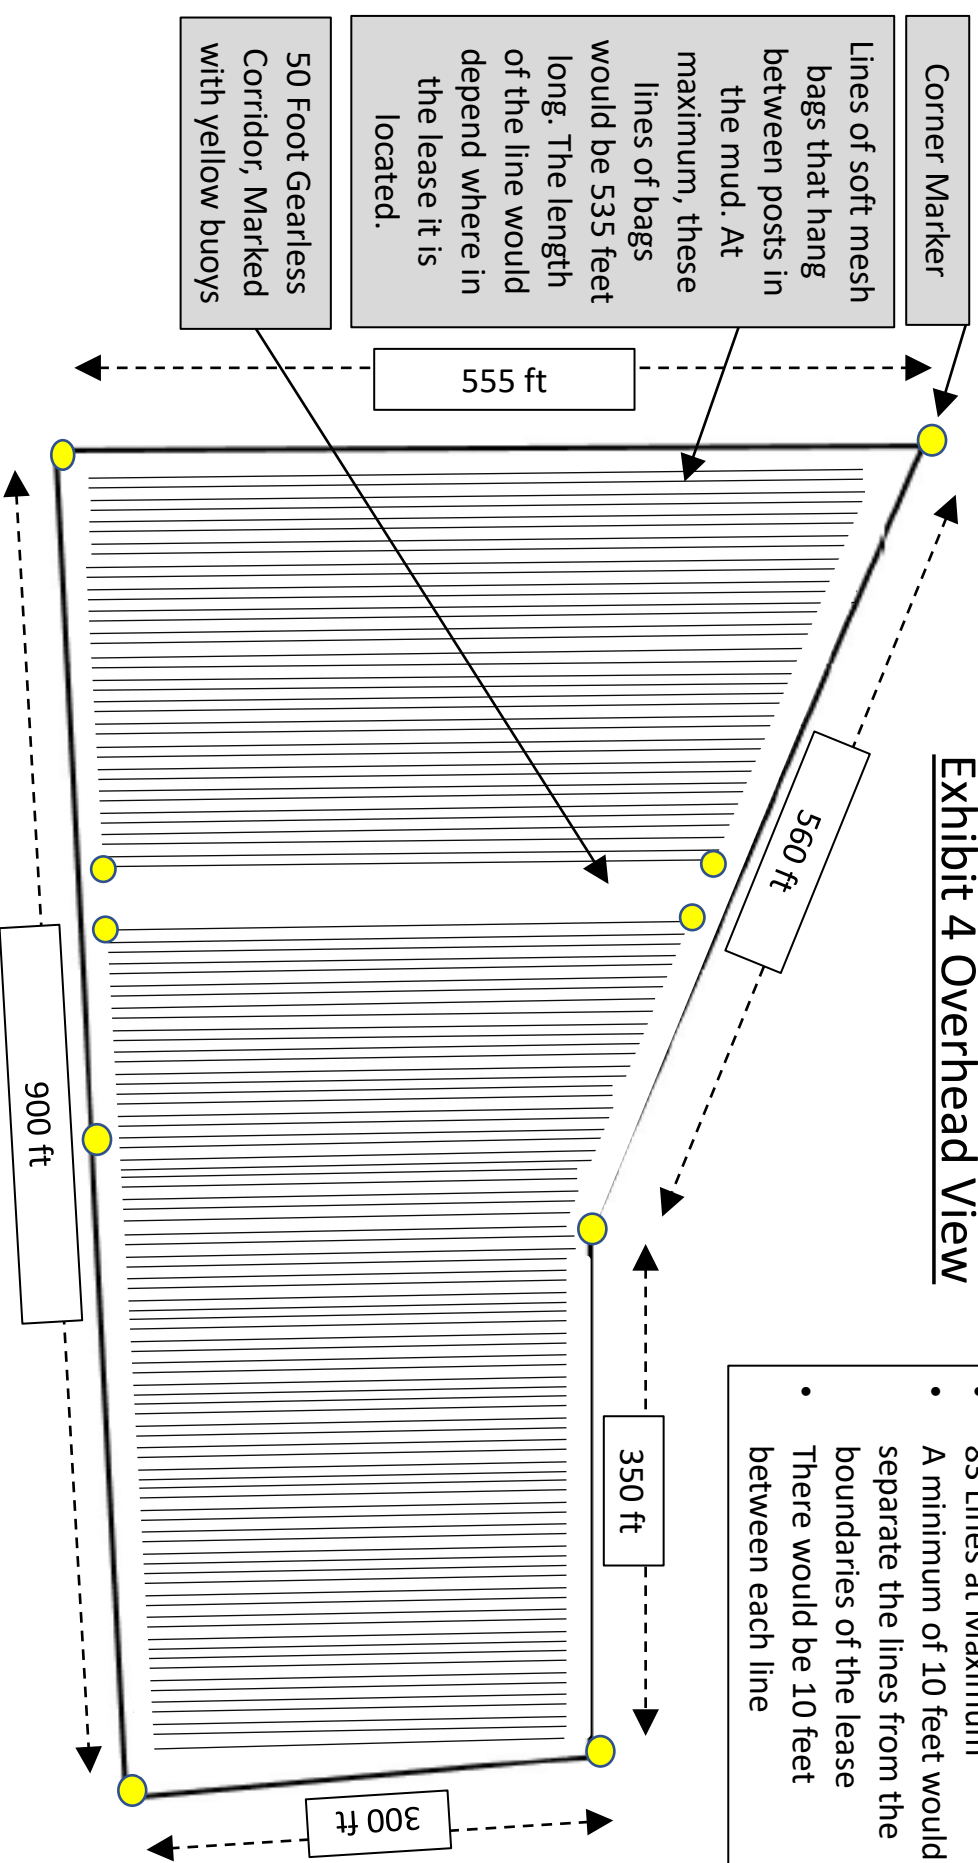 Exhibit 4 Overhead View
Corner Marker
Lines of soft mesh
bags that hang
between posts in
the mud. At
maximum, these
lines of bags
would be 535 feet
long. The length
of the line would
depend where in
the lease it is
located.
50 Foot Gearless
Corridor, Marked
with yellow buoys
555 ft
560 ft
900 ft
350 ft
300 ft
• 83 Lines at Maximum
• A minimum of 10 feet would
separate the lines from the
boundaries of the lease
• There would be 10 feet
between each line